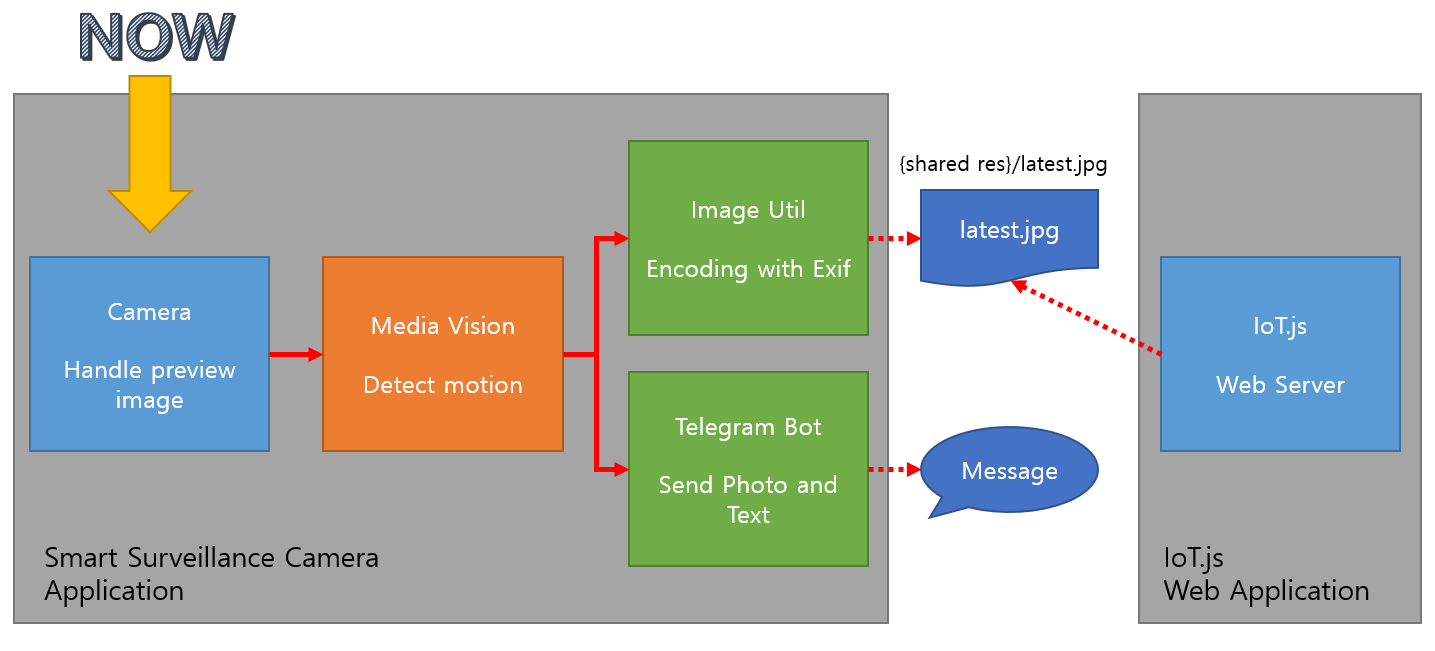 NOW
Camera
Handle preview
image
Media Vision
Detect motion
Image Util
Encoding with Exif
Telegram Bot
Send Photo and
Text
{shared res}/latest.jpg
latest.jpg
Message
IoT.js
Web Server
Smart Surveillance Camera
Application
IoT.js
Web Application